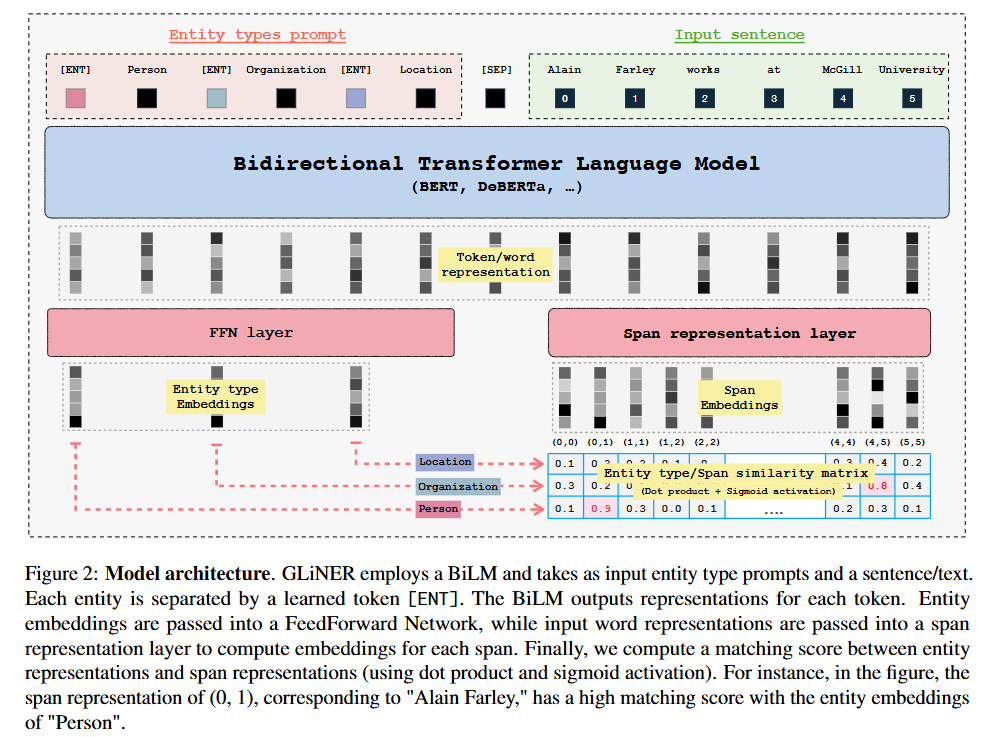 Entity types prompt
Input sentence
[ENT] Person [ENT] Organization [ENT] Location [SEP] Alain Farley works at McGill University
0 1 2 3 4 5
Bidirectional Transformer Language Model
(BERT, DeBERTa, …)
Token/word
representation
FFN layer
Span representation layer
Entity type
Embeddings
Span
Embeddings
(0,0) (0,1) (1,1) (1,2) (2,2) (4,4) (4,5) (5,5)
Location 0.1 0.4 0.2
Entity type/Span similarity matrix
Organization 0.3 0.2 0.8 0.4
(Dot product + Sigmoid activation)
Person 0.1 0.9 0.3 0.0 0.1 .... 0.2 0.3 0.1
Figure 2: Model architecture. GLiNER employs a BiLM and takes as input entity type prompts and a sentence/text.
Each entity is separated by a learned token [ENT]. The BiLM outputs representations for each token. Entity
embeddings are passed into a FeedForward Network, while input word representations are passed into a span
representation layer to compute embeddings for each span. Finally, we compute a matching score between entity
representations and span representations (using dot product and sigmoid activation). For instance, in the figure, the
span representation of (0, 1), corresponding to "Alain Farley," has a high matching score with the entity embeddings
of "Person".